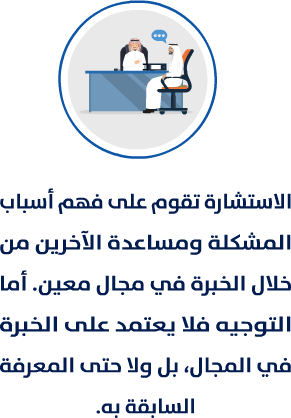 الاستشارة تقوم على فهم أسباب
المشكلة ومساعدة الآخرين من
خلال الخبرة في مجال معين. أما
التوجيه فلا يعتمد على الخبرة
في المجال، بل ولا حتى المعرفة
السابقة به.